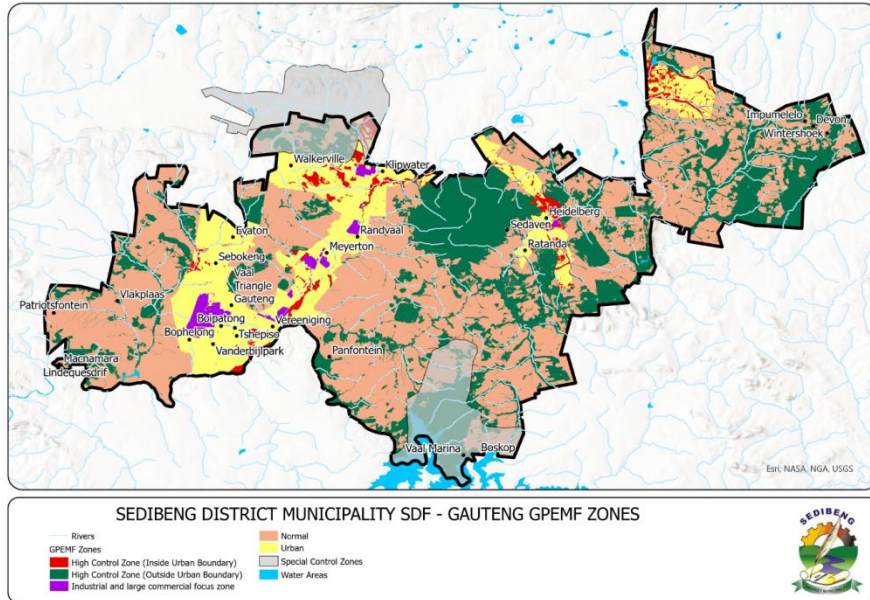 Impumelelo
Devon
Wintershoek
Walkerville
Klipwater
Heidelberg
Sedaven
Evaton
Randvaal
Meyerton
Ratanda
Sebokeng
Vaal
Triangle
Gauteng
Vlakplaas
Patriotsfontein
Boipatong
Vereeniging
Bophelong
Tshepiso
Vanderbijlpark
Panfontein
Macnamara
Lindequesdrif
Vaal Marina
Boskop
Esri, NASA, NGA, USGS
SEDIBENG DISTRICT MUNICIPALITY SDF - GAUTENG GPEMF ZONES
Rivers
GPEMF Zones
High Control Zone (Inside Urban Boundary)
High Control Zone (Outside Urban Boundary)
Industrial and large commercial focus zone
Normal
Urban
Special Control Zones
Water Areas
SEDIBENG